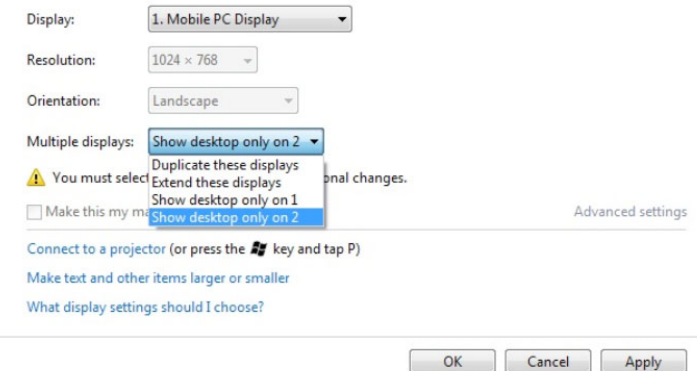 Display: 1. Mobile PC Display
Resolution: 1024 × 768
Orientation: Landscape
Multiple displays: Show desktop only on 2
Duplicate these displays
Extend these displays
Show desktop only on 1
Show desktop only on 2
You must select onal changes.
Make this my m Advanced settings
Connect to a projector (or press the key and tap P)
Make text and other items larger or smaller
What display settings should I choose?
OK Cancel Apply